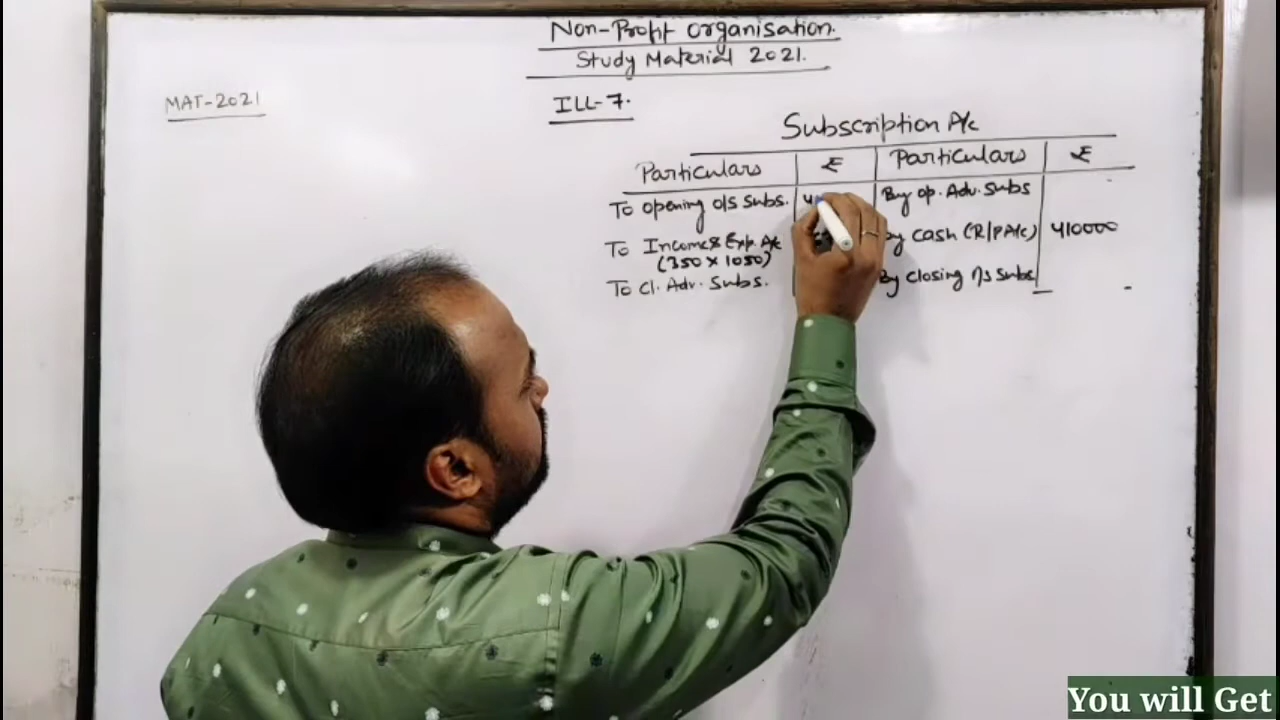 Non-Profit Organisation.
Study Material 2021.
MAT-2021
ILL-7.
Subscription A/c
Particulars ₹ Particulars ₹
To opening o/s Subs. By op. Adv. Subs
To Income & Exp. A/c By Cash (R/P A/c) 410000
(350 x 1050)
To Cl. Adv. Subs. By Closing o/s Subs
You will Get